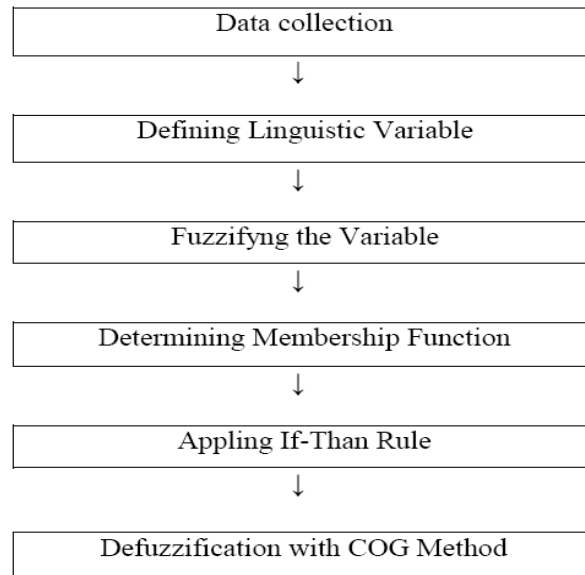 Data collection
↓
Defining Linguistic Variable
↓
Fuzzifyng the Variable
↓
Determining Membership Function
↓
Appling If-Than Rule
↓
Defuzzification with COG Method